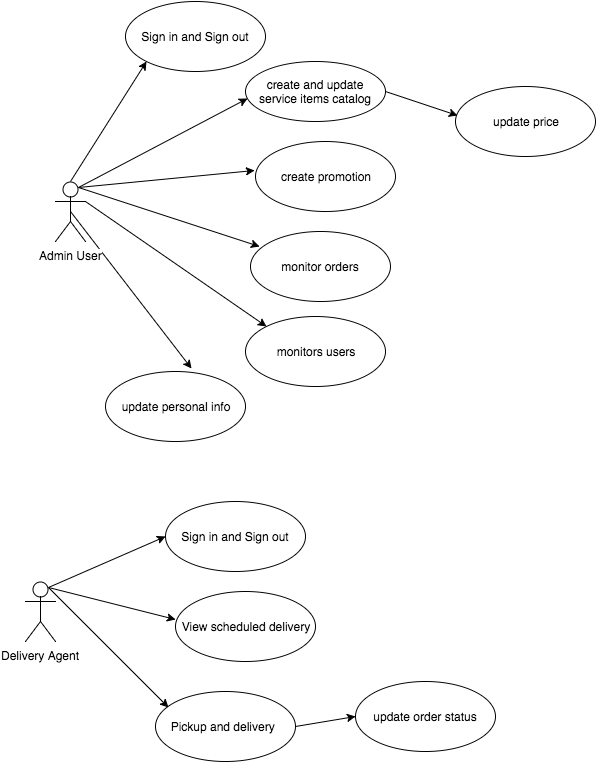 Sign in and Sign out
create and update
service items catalog
update price
create promotion
Admin User
monitor orders
monitors users
update personal info
Sign in and Sign out
View scheduled delivery
Delivery Agent
Pickup and delivery
update order status